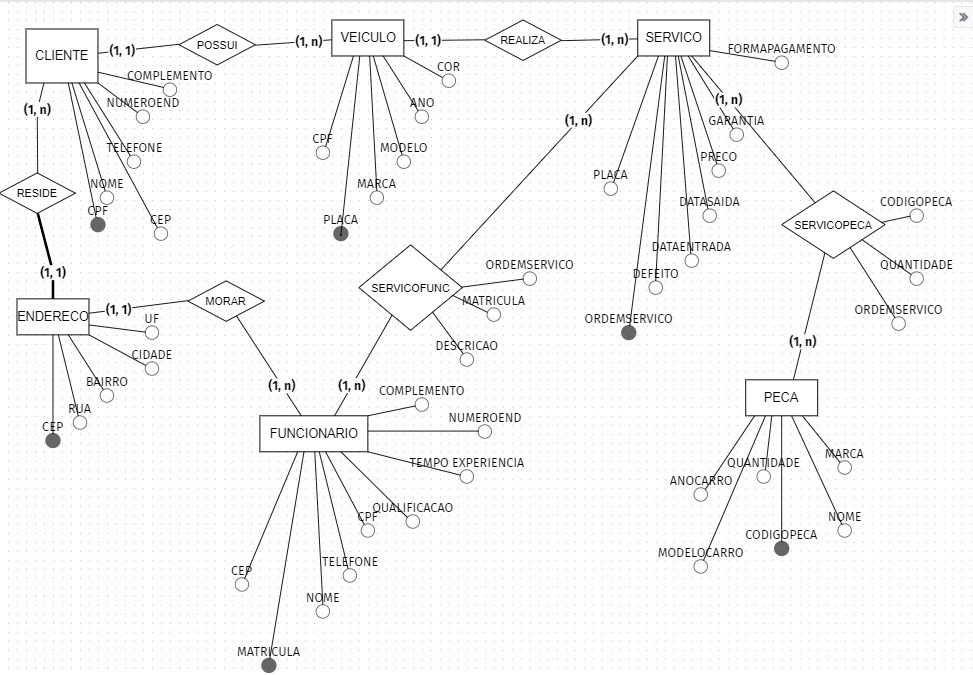 CLIENTE
(1, 1)
POSSUI
(1, n)
VEICULO
(1, 1)
REALIZA
(1, n)
SERVICO
FORMAPAGAMENTO
COMPLEMENTO
NUMEROEND
TELEFONE
NOME
CPF
CEP
(1, n)
COR
ANO
CPF
MODELO
MARCA
PLACA
(1, n)
(1, n)
GARANTIA
PRECO
PLACA
DATASAIDA
DATAENTRADA
DEFEITO
ORDEMSERVICO
RESIDE
(1, 1)
SERVICOPECA
CODIGOPECA
QUANTIDADE
ORDEMSERVICO
(1, n)
ENDERECO
(1, 1)
MORAR
UF
CIDADE
BAIRRO
RUA
CEP
SERVICOFUNC
ORDEMSERVICO
MATRICULA
DESCRICAO
(1, n)
(1, n)
FUNCIONARIO
COMPLEMENTO
NUMEROEND
TEMPO EXPERIENCIA
QUALIFICACAO
CPF
TELEFONE
CEP
NOME
MATRICULA
PECA
MARCA
QUANTIDADE
ANOCARRO
NOME
CODIGOPECA
MODELOCARRO